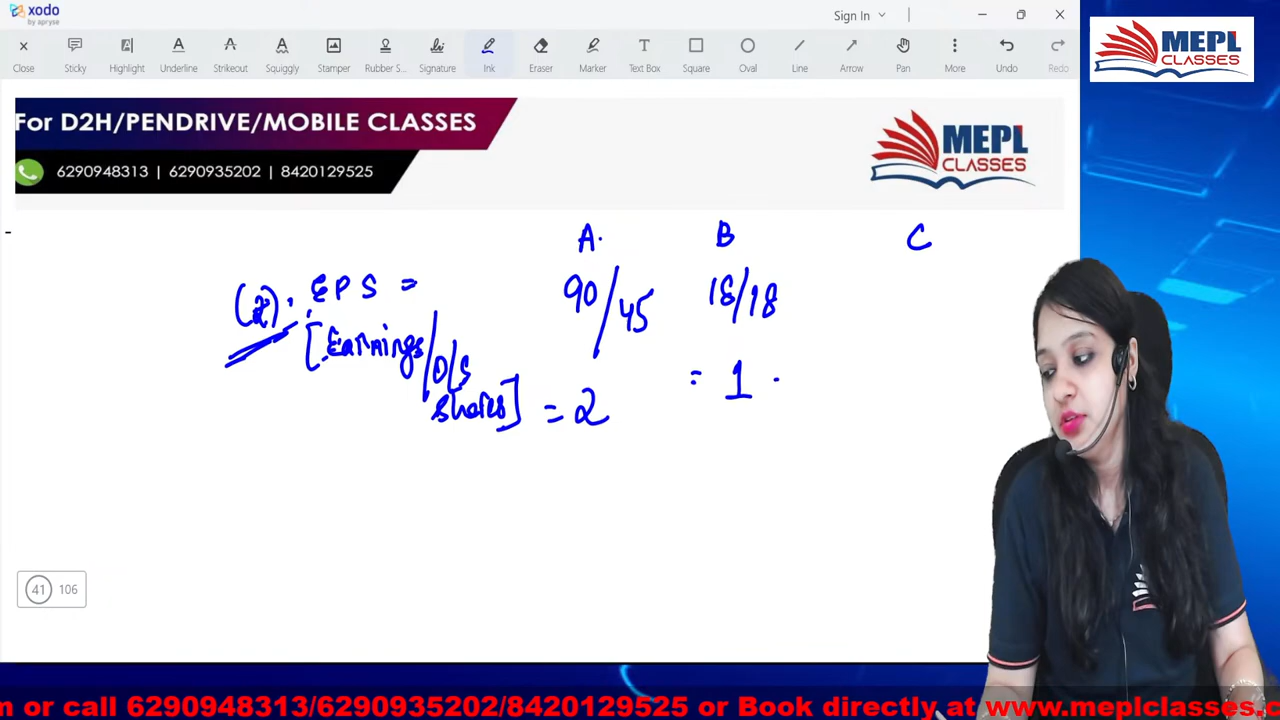 xodo
by apryse
Sign In
MEPL
CLASSES
Close Sticky Highlight Underline Strikeout Squiggly Stamper Rubber Signature Ink Eraser Marker Text Box Square Oval Line Arrow Pan More Undo Redo
For D2H/PENDRIVE/MOBILE CLASSES
6290948313 | 6290935202 | 8420129525
MEPL
CLASSES
A. B C
EPS = 90/45 18/18
[Earnings/O/S
shares] = 2 = 1
41 106
m or call 6290948313/6290935202/8420129525 or Book directly at www.meplclasses.c